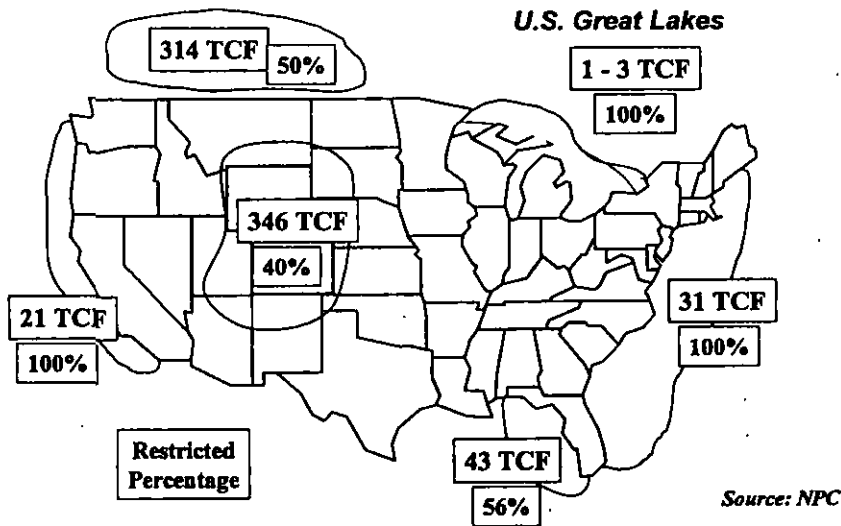 U.S. Great Lakes
314 TCF
50%
1 - 3 TCF
100%
346 TCF
40%
21 TCF
100%
31 TCF
100%
Restricted
Percentage
43 TCF
56%
Source: NPC